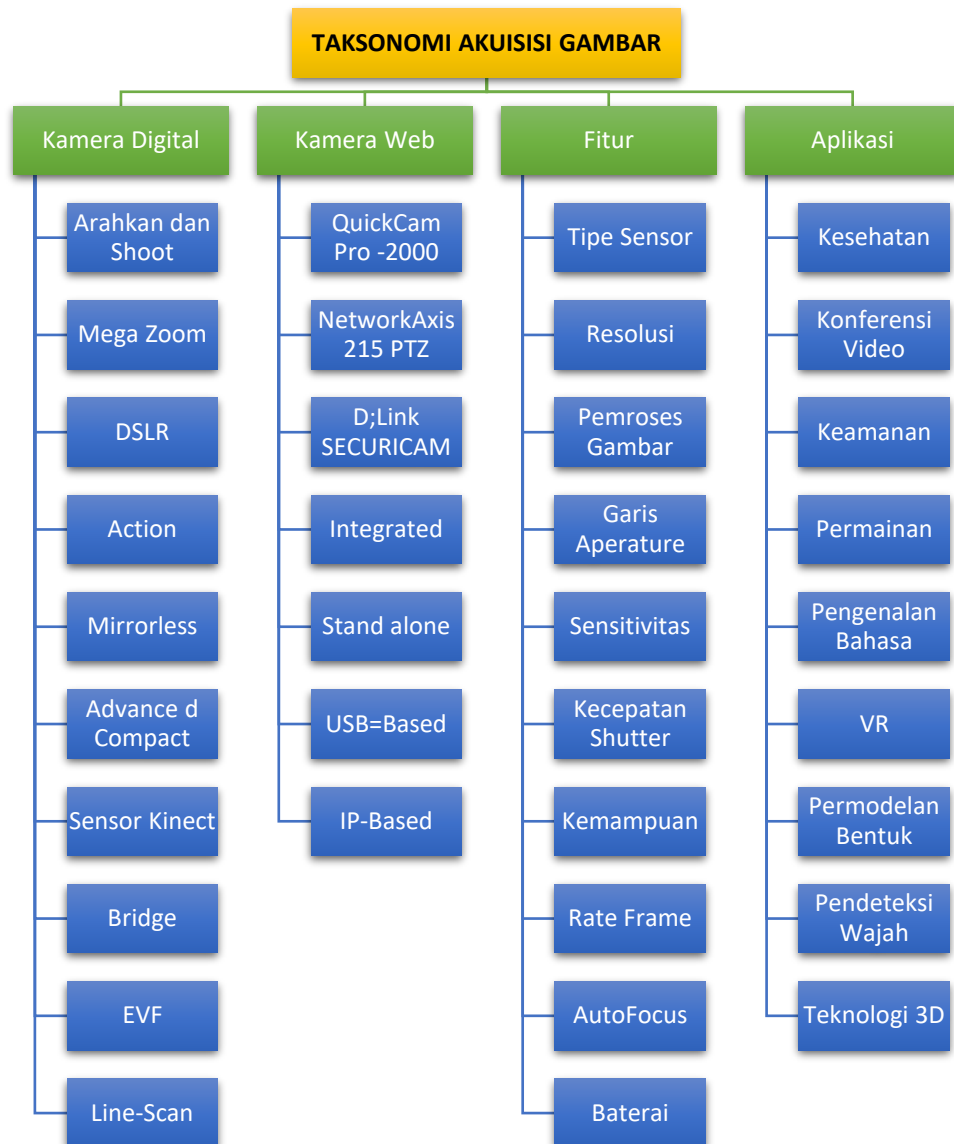 TAKSONOMI AKUISISI GAMBAR
Kamera Digital
Arahkan dan
Shoot
Mega Zoom
DSLR
Action
Mirrorless
Advance d
Compact
Sensor Kinect
Bridge
EVF
Line-Scan
Kamera Web
QuickCam
Pro -2000
NetworkAxis
215 PTZ
D;Link
SECURICAM
Integrated
Stand alone
USB=Based
IP-Based
Fitur
Tipe Sensor
Resolusi
Pemroses
Gambar
Garis
Aperature
Sensitivitas
Kecepatan
Shutter
Kemampuan
Rate Frame
AutoFocus
Baterai
Aplikasi
Kesehatan
Konferensi
Video
Keamanan
Permainan
Pengenalan
Bahasa
VR
Permodelan
Bentuk
Pendeteksi
Wajah
Teknologi 3D